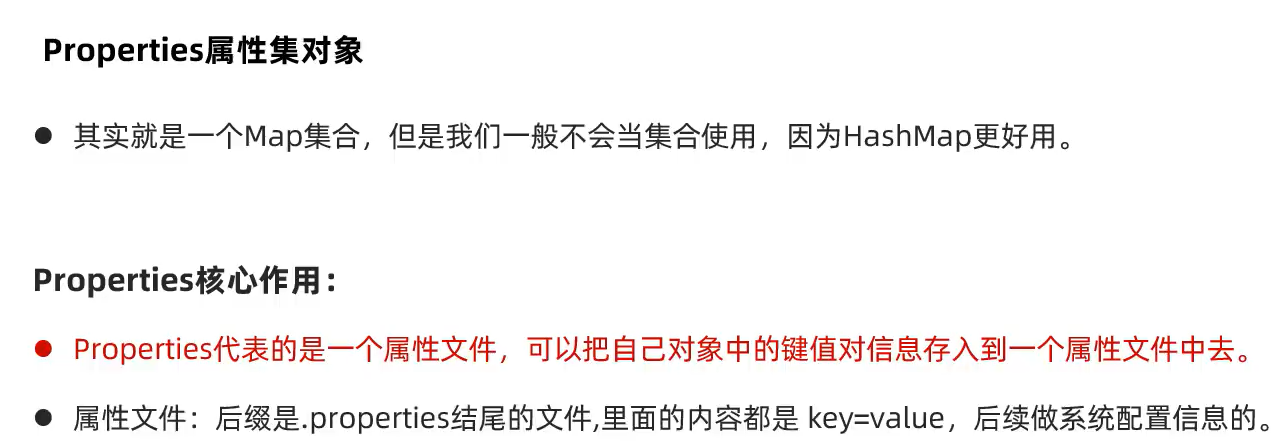 Properties属性集对象
● 其实就是一个Map集合，但是我们一般不会当集合使用，因为HashMap更好用。
Properties核心作用：
● Properties代表的是一个属性文件，可以把自己对象中的键值对信息存入到一个属性文件中去。
● 属性文件：后缀是.properties结尾的文件,里面的内容都是 key=value，后续做系统配置信息的。